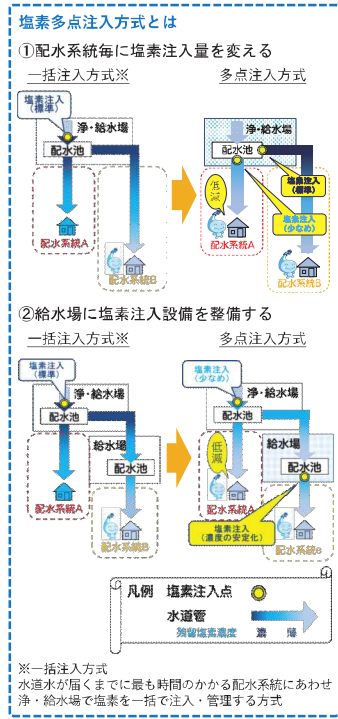 塩素多点注入方式とは
①配水系統毎に塩素注入量を変える
一括注入方式※
多点注入方式
塩素注入
(標準)
浄・給水場
配水池
配水系統A
配水系統B
浄・給水場
配水池
塩素注入
(標準)
塩素注入
(少なめ)
低減
配水系統A
配水系統B
②給水場に塩素注入設備を整備する
一括注入方式※
多点注入方式
塩素注入
(標準)
浄・給水場
配水池
給水場
配水池
配水系統A
配水系統B
塩素注入
(少なめ)
浄・給水場
配水池
低減
給水場
配水池
配水系統A
塩素注入
(濃度の安定化)
配水系統B
凡例 塩素注入点
水道管
残留塩素濃度 濃 薄
※一括注入方式
水道水が届くまでに最も時間のかかる配水系統にあわせ
浄・給水場で塩素を一括で注入・管理する方式